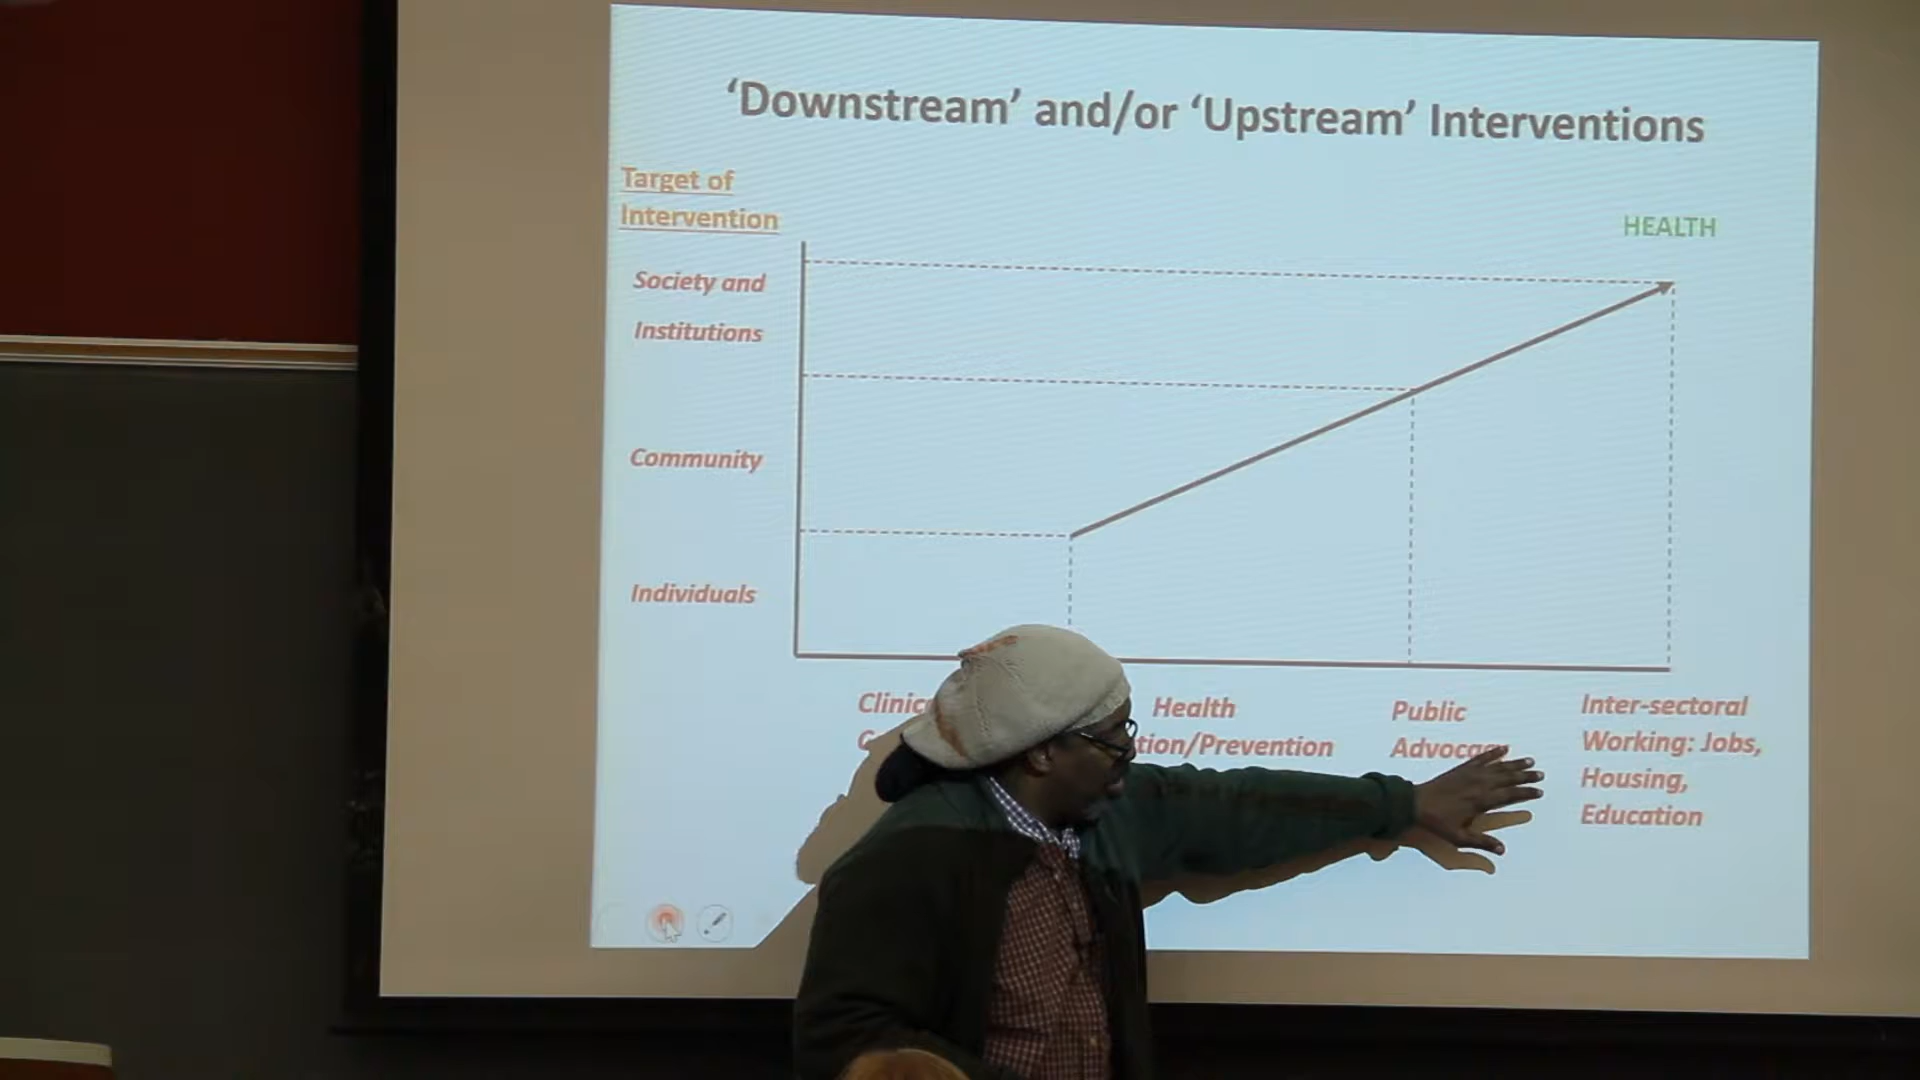 ‘Downstream’ and/or ‘Upstream’ Interventions
Target of
Intervention
HEALTH
Society and
Institutions
Community
Individuals
Health
Public
Inter-sectoral
Working: Jobs,
Housing,
Education